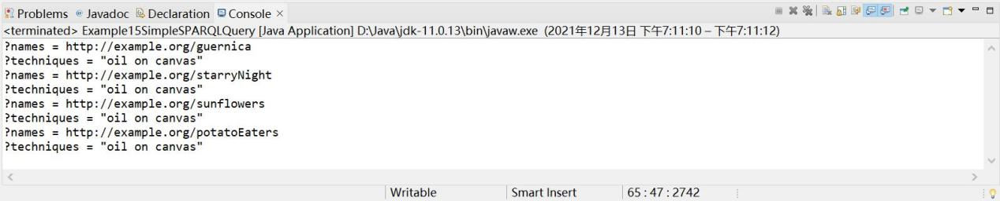 Problems @ Javadoc Declaration Console
<terminated> Example15SimpleSPARQLQuery [Java Application] D:\Java\jdk-11.0.13\bin\javaw.exe (2021年12月13日 下午7:11:10 – 下午7:11:12)
?names = http://example.org/guernica
?techniques = "oil on canvas"
?names = http://example.org/starryNight
?techniques = "oil on canvas"
?names = http://example.org/sunflowers
?techniques = "oil on canvas"
?names = http://example.org/potatoEaters
?techniques = "oil on canvas"
Writable Smart Insert 65 : 47 : 2742